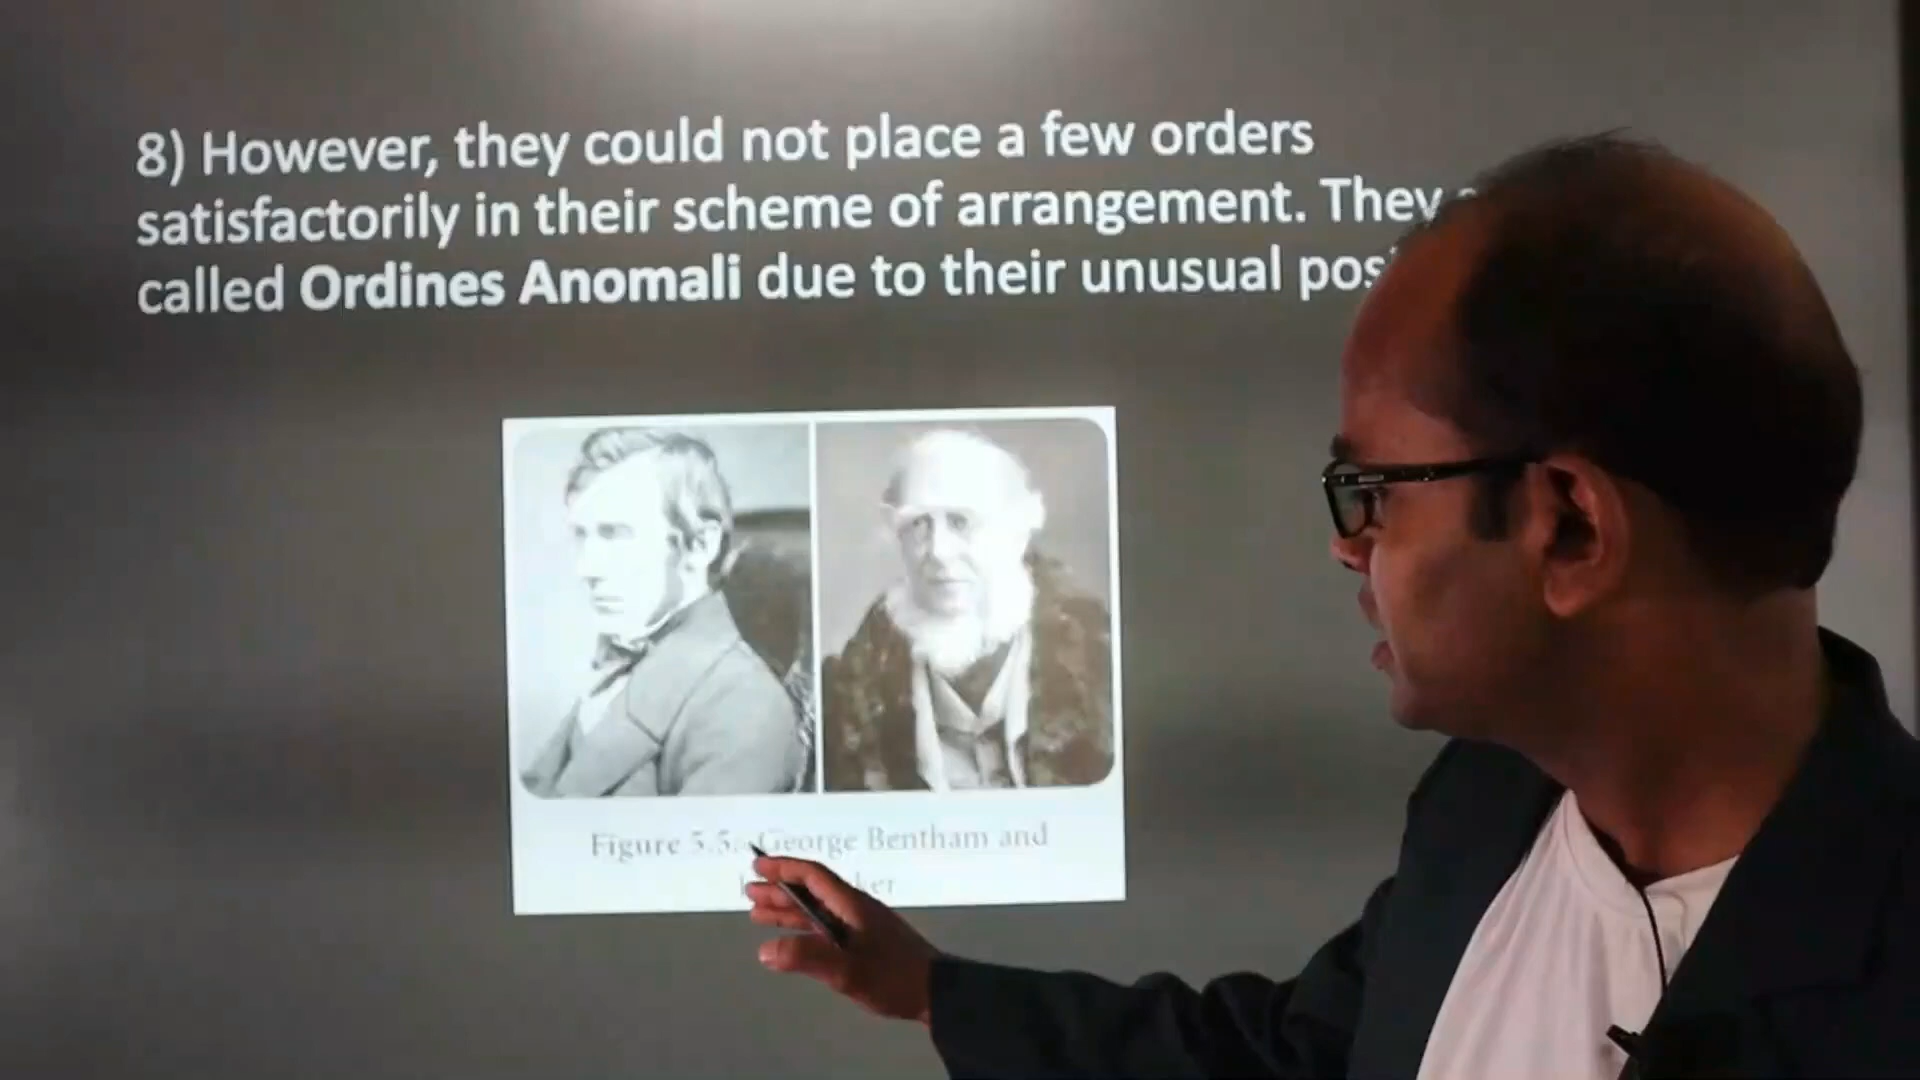 8) However, they could not place a few orders
satisfactorily in their scheme of arrangement. They
called Ordines Anomali due to their unusual
Figure 5.5: George Bentham and